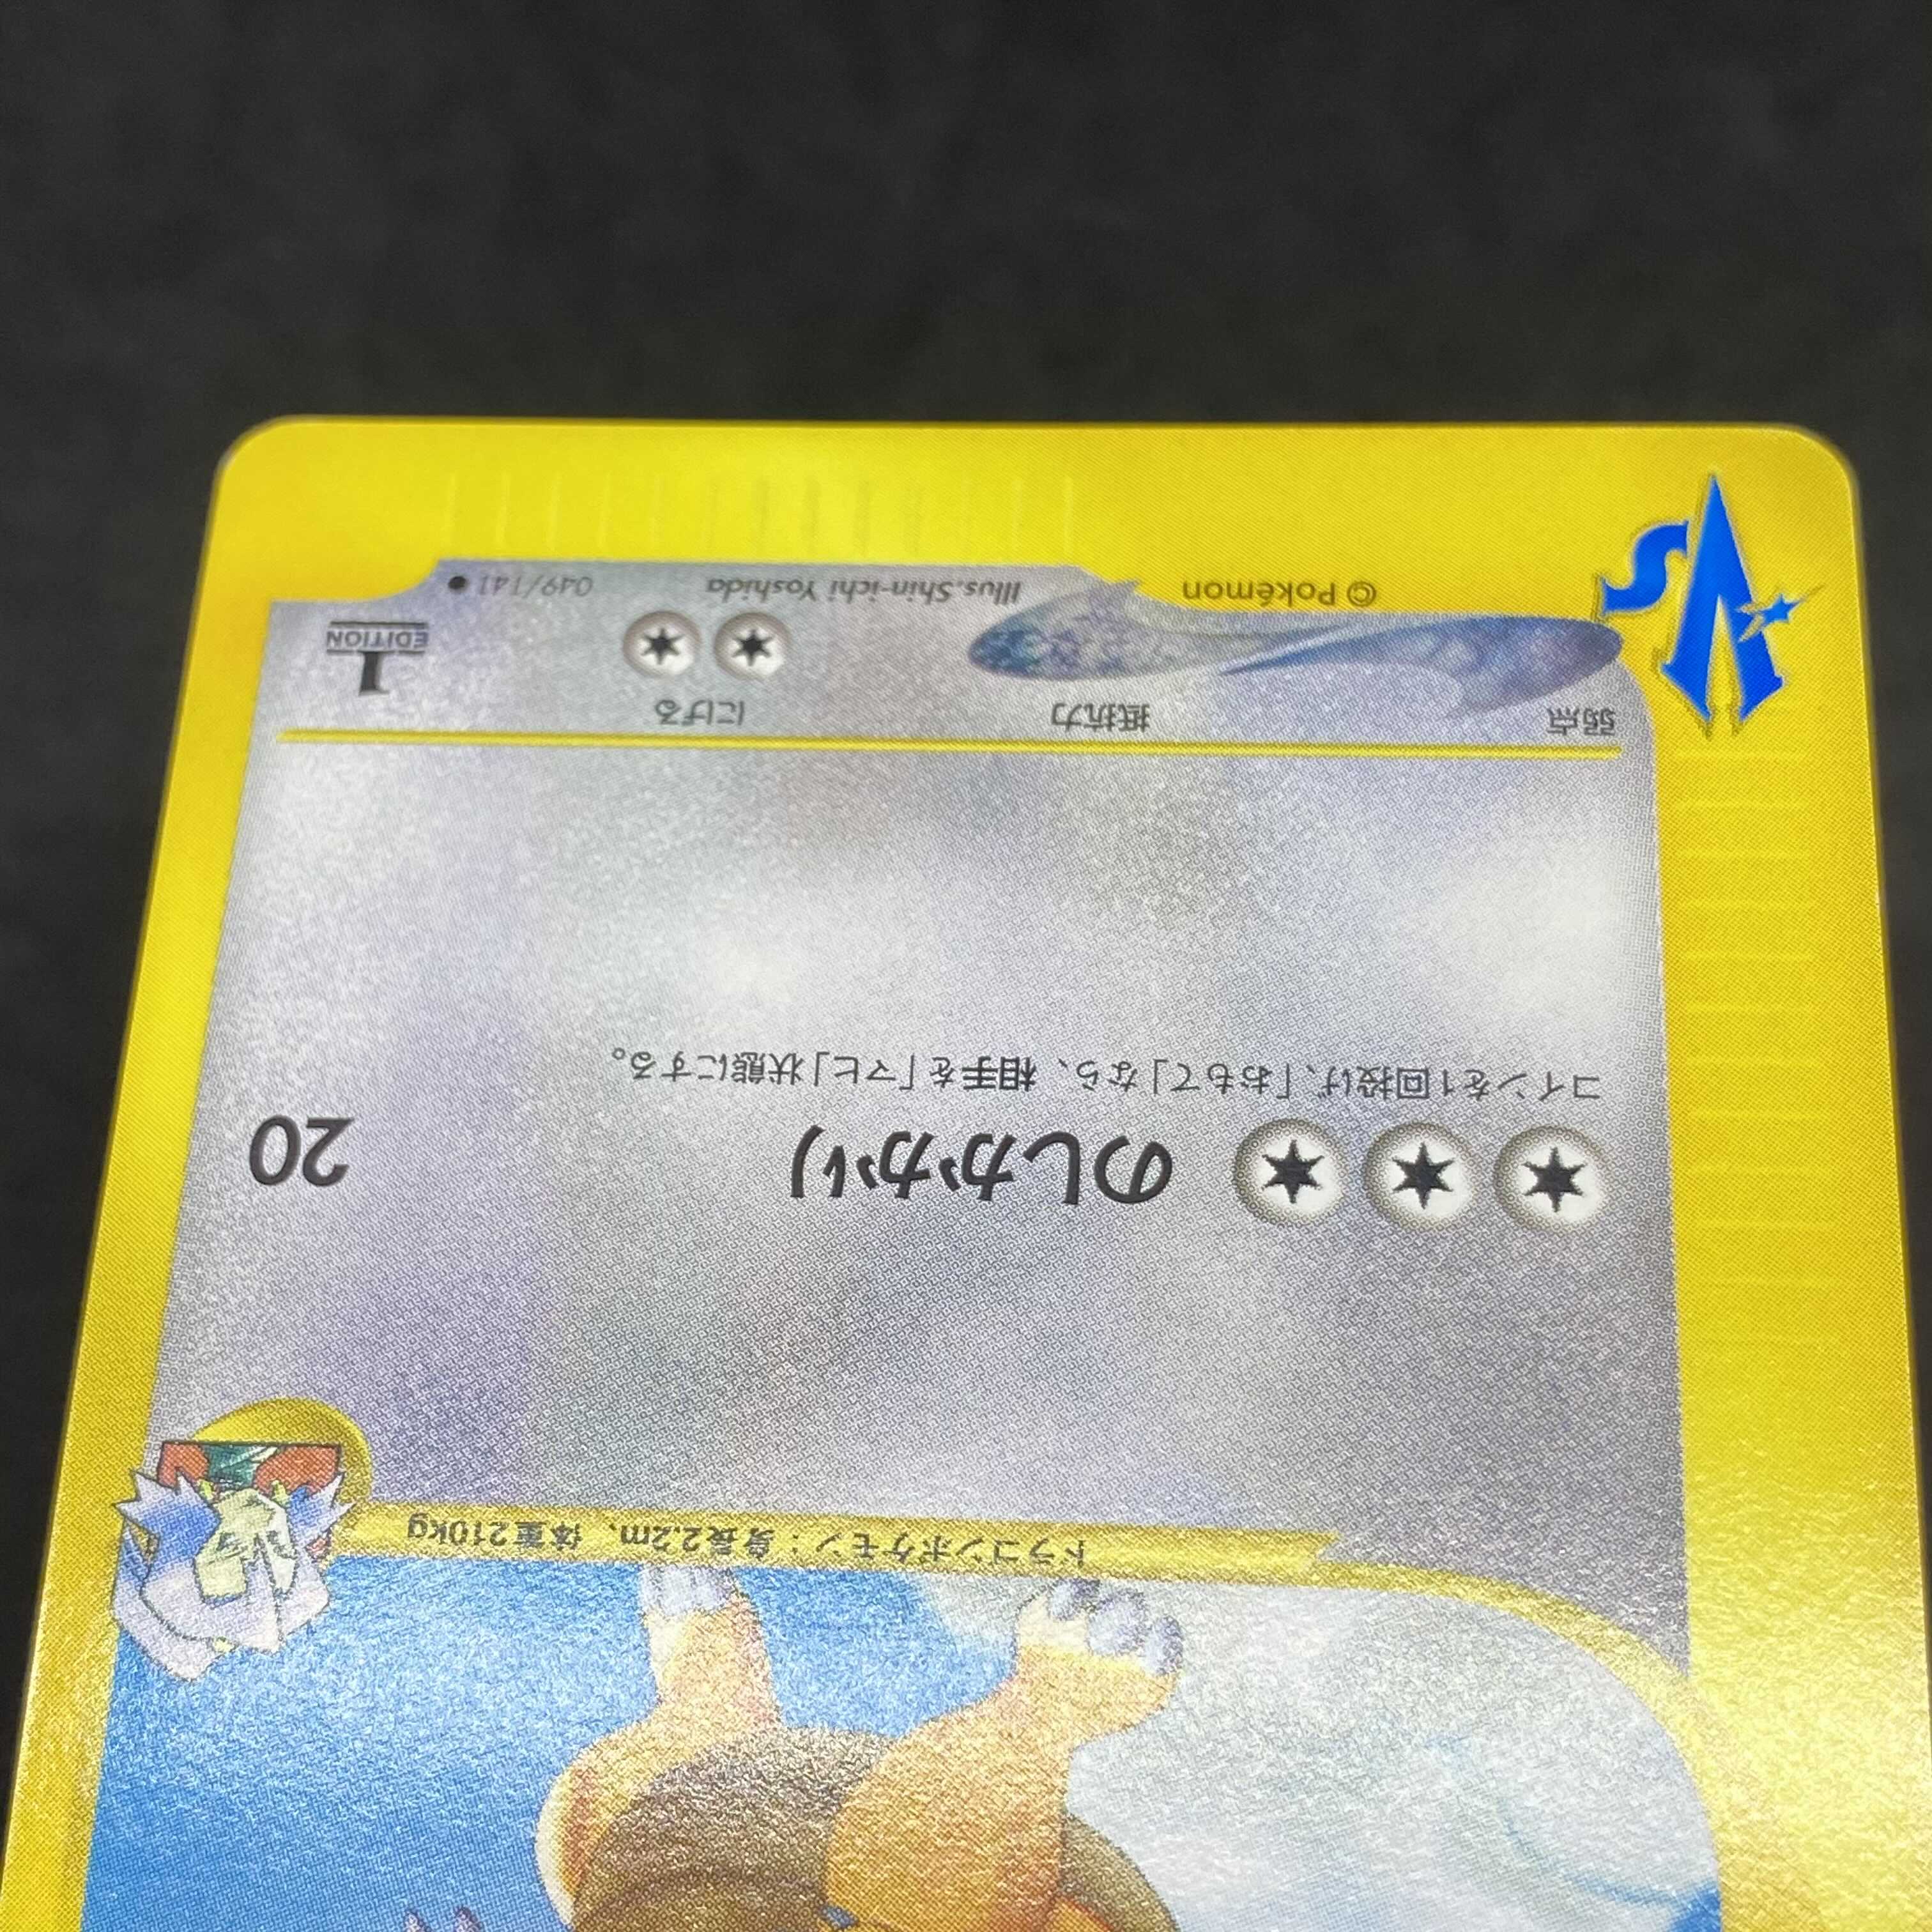 ドラゴンポケモン：身長2.2m、体重210kg
のしかかり 20
コインを1回投げ、「おもて」なら、相手を「マヒ」状態にする。
弱点 抵抗力 にげる
1 EDITION
© Pokémon Illus.Shin-ichi Yoshida 049/141 ●
VS